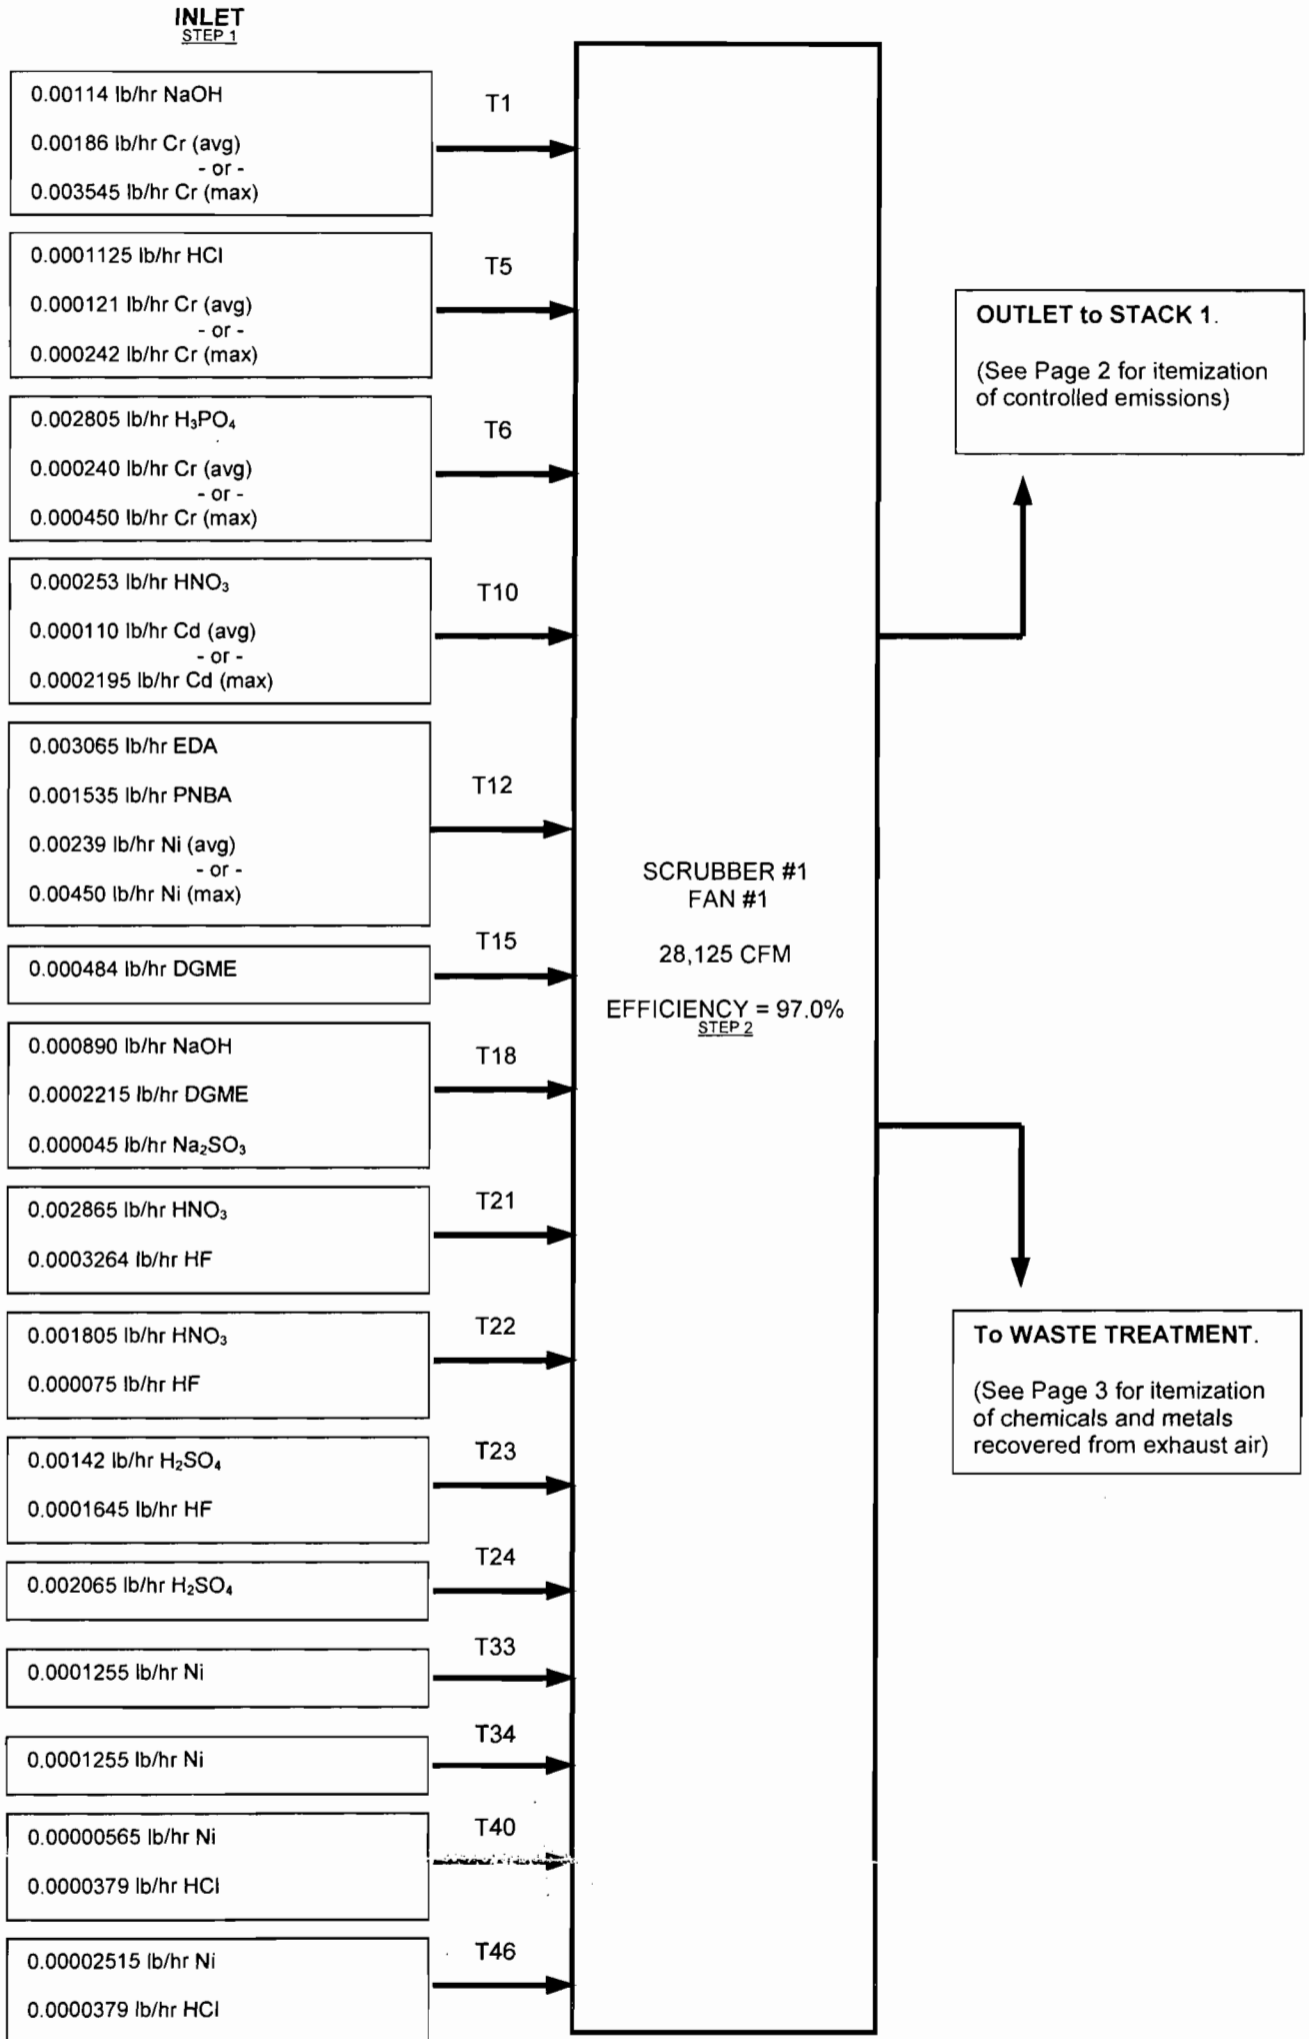 INLET
STEP 1
0.00114 lb/hr NaOH
0.00186 lb/hr Cr (avg)
- or -
0.003545 lb/hr Cr (max)
T1
0.0001125 lb/hr HCl
0.000121 lb/hr Cr (avg)
- or -
0.000242 lb/hr Cr (max)
T5
0.002805 lb/hr H₃PO₄
0.000240 lb/hr Cr (avg)
- or -
0.000450 lb/hr Cr (max)
T6
0.000253 lb/hr HNO₃
0.000110 lb/hr Cd (avg)
- or -
0.0002195 lb/hr Cd (max)
T10
0.003065 lb/hr EDA
0.001535 lb/hr PNBA
0.00239 lb/hr Ni (avg)
- or -
0.00450 lb/hr Ni (max)
T12
0.000484 lb/hr DGME
T15
0.000890 lb/hr NaOH
0.0002215 lb/hr DGME
0.000045 lb/hr Na₂SO₃
T18
0.002865 lb/hr HNO₃
0.0003264 lb/hr HF
T21
0.001805 lb/hr HNO₃
0.000075 lb/hr HF
T22
0.00142 lb/hr H₂SO₄
0.0001645 lb/hr HF
T23
0.002065 lb/hr H₂SO₄
T24
0.0001255 lb/hr Ni
T33
0.0001255 lb/hr Ni
T34
0.00000565 lb/hr Ni
0.0000379 lb/hr HCl
T40
0.00002515 lb/hr Ni
0.0000379 lb/hr HCl
T46
SCRUBBER #1
FAN #1
28,125 CFM
EFFICIENCY = 97.0%
STEP 2
OUTLET to STACK 1.
(See Page 2 for itemization
of controlled emissions)
To WASTE TREATMENT.
(See Page 3 for itemization
of chemicals and metals
recovered from exhaust air)